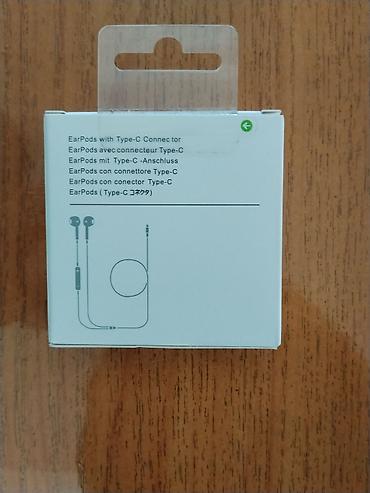 EarPods with Type-C Connector
EarPods avec connecteur Type-C
EarPods mit Type-C -Anschluss
EarPods con connettore Type-C
EarPods con conector Type-C
EarPods ( Type-C コネクタ)